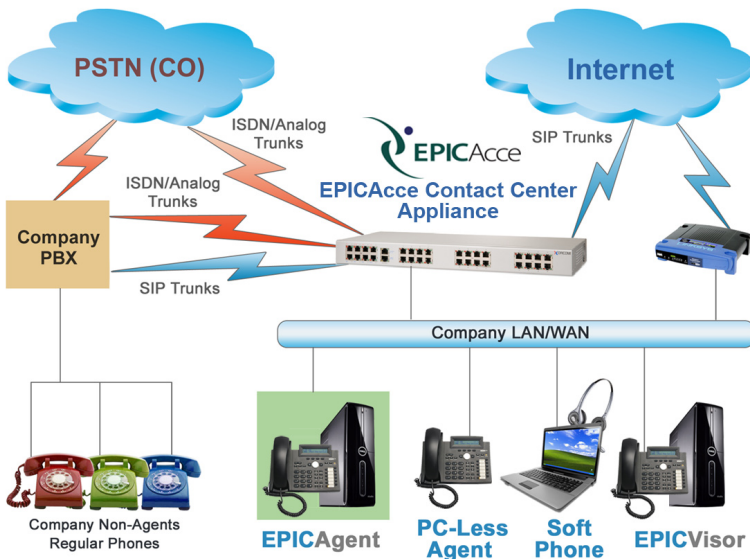 PSTN (CO)
Internet
ISDN/Analog
Trunks
EPICAcce
SIP Trunks
ISDN/Analog
Trunks
EPICAcce Contact Center
Appliance
Company
PBX
SIP Trunks
Company LAN/WAN
Company Non-Agents
Regular Phones
EPICAgent
PC-Less
Agent
Soft
Phone
EPICVisor